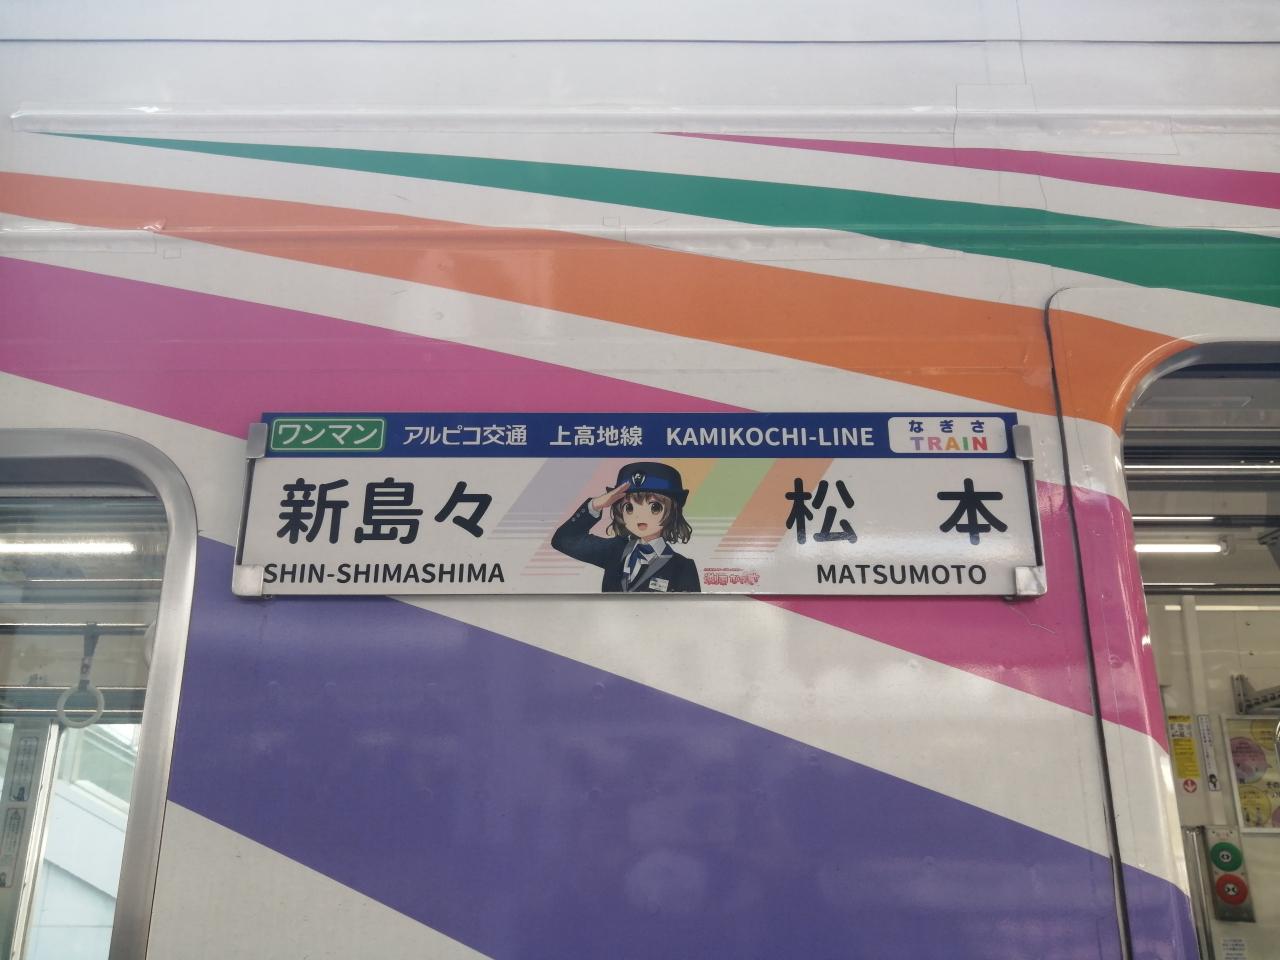 ワンマン アルピコ交通 上高地線 KAMIKOCHI-LINE なぎさ
TRAIN
新島々 松本
SHIN-SHIMASHIMA MATSUMOTO